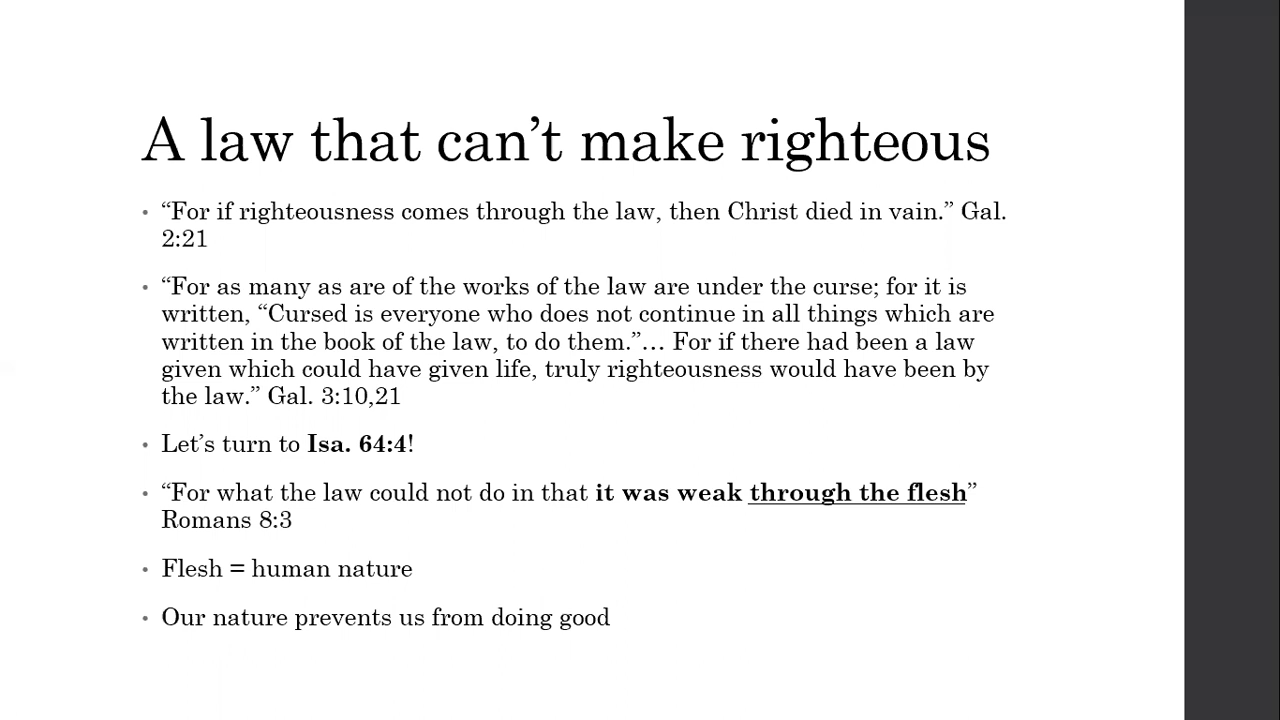 A law that can’t make righteous
• “For if righteousness comes through the law, then Christ died in vain.” Gal.
2:21
• “For as many as are of the works of the law are under the curse; for it is
written, “Cursed is everyone who does not continue in all things which are
written in the book of the law, to do them.”… For if there had been a law
given which could have given life, truly righteousness would have been by
the law.” Gal. 3:10,21
• Let’s turn to Isa. 64:4!
• “For what the law could not do in that it was weak through the flesh”
Romans 8:3
• Flesh = human nature
• Our nature prevents us from doing good